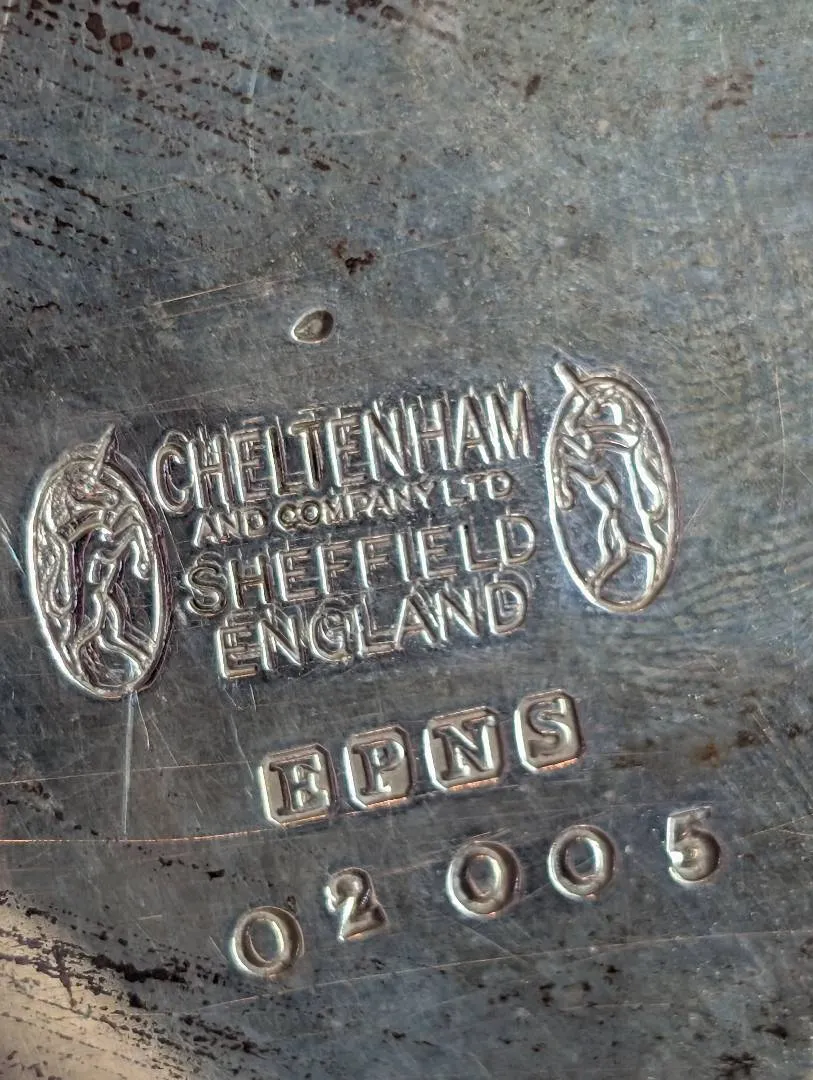 CHELTENHAM
AND COMPANY LTD
SHEFFIELD
ENGLAND
EPNS
02005